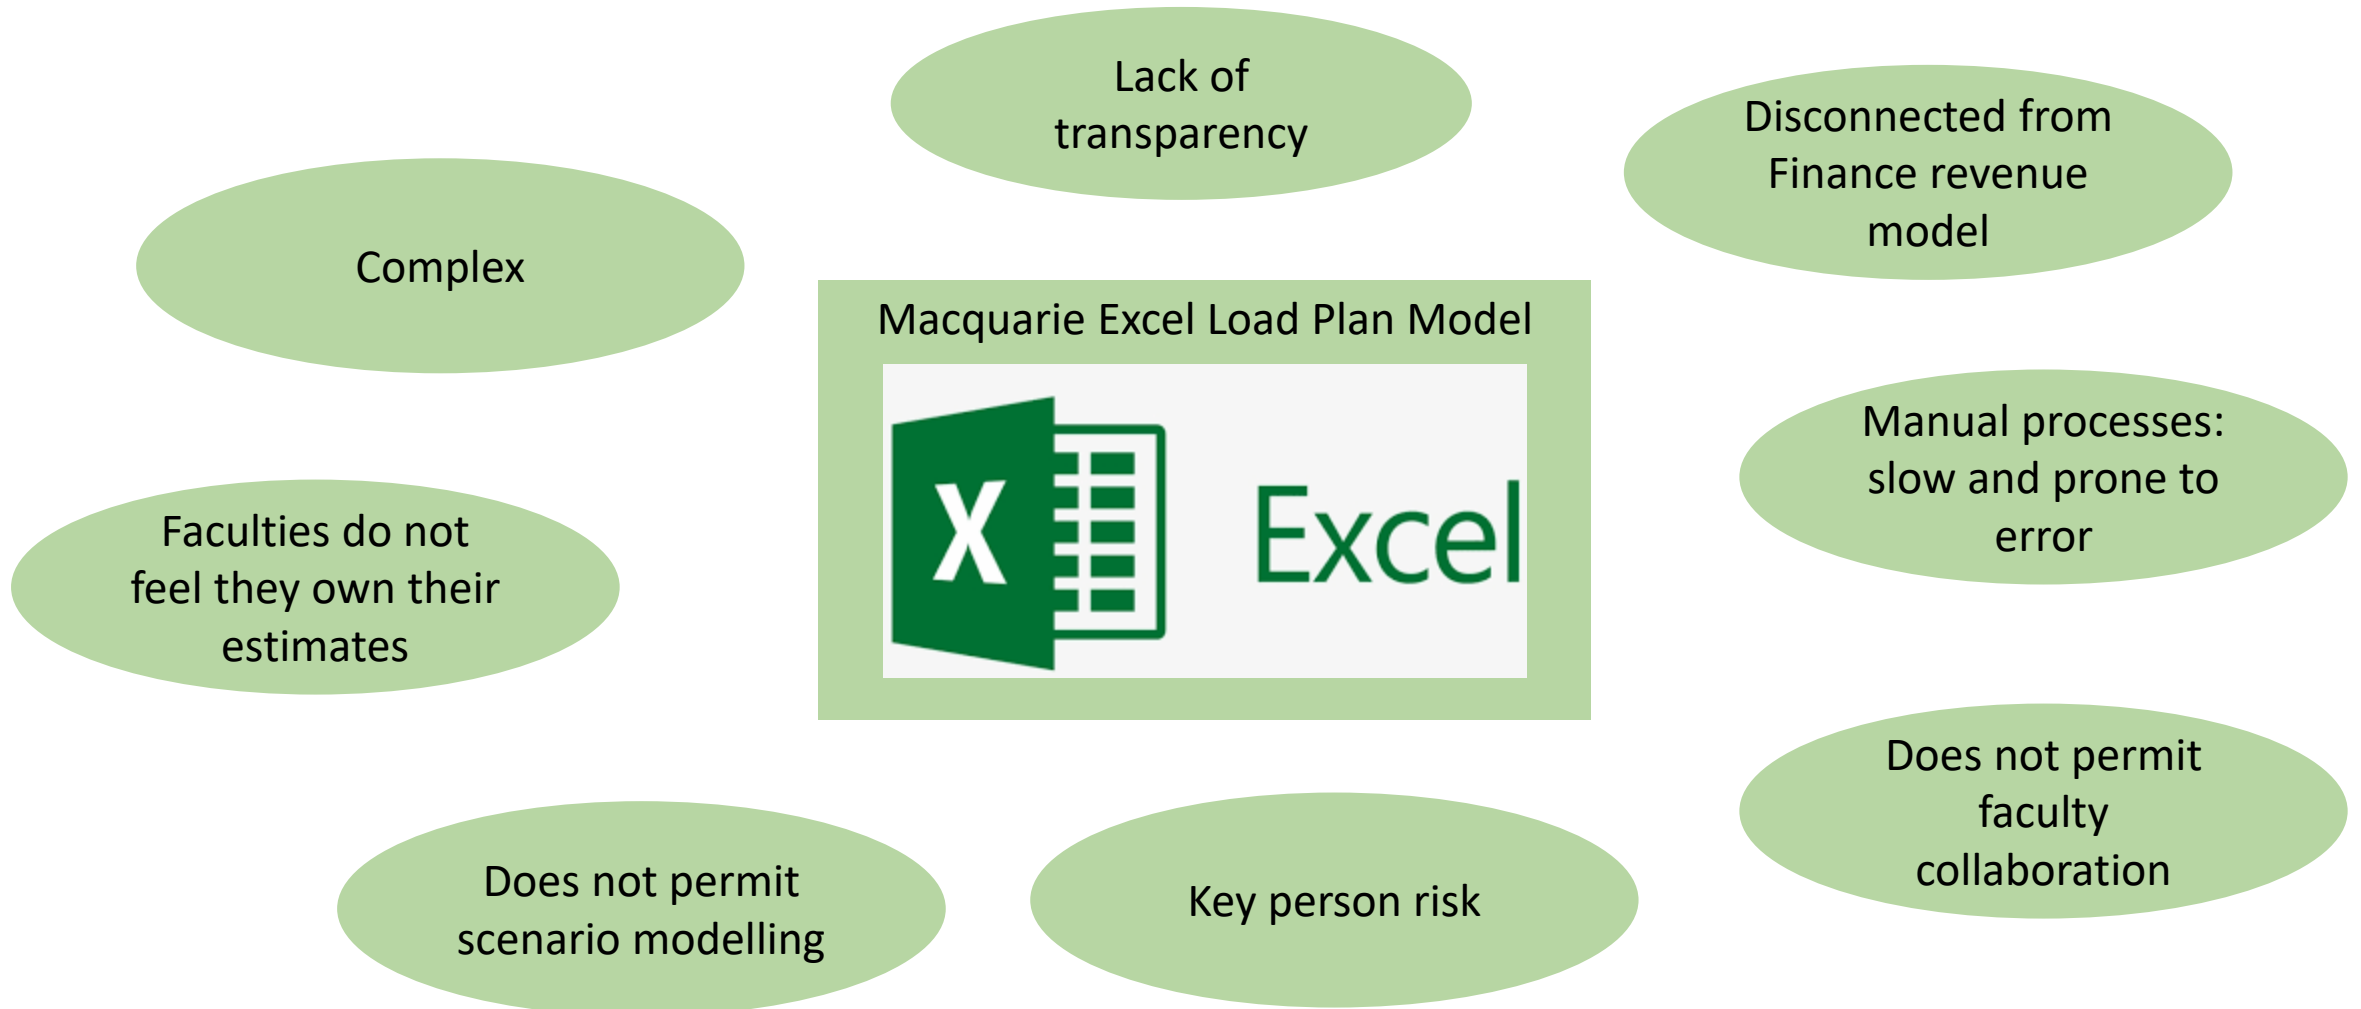 Lack of
transparency
Disconnected from
Finance revenue
model
Complex
Macquarie Excel Load Plan Model
X Excel
Manual processes:
slow and prone to
error
Faculties do not
feel they own their
estimates
Does not permit
faculty
collaboration
Does not permit
scenario modelling
Key person risk